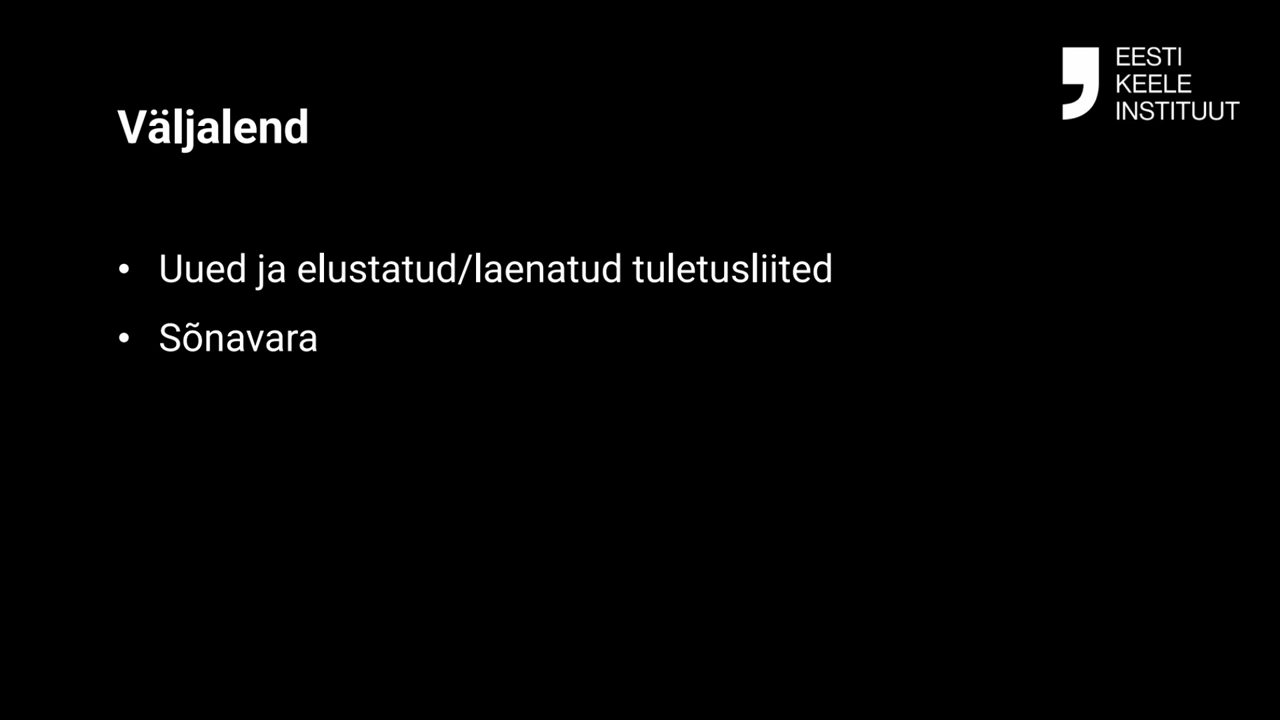 EESTI
KEELE
INSTITUUT
Väljalend
• Uued ja elustatud/laenatud tuletusliited
• Sõnavara